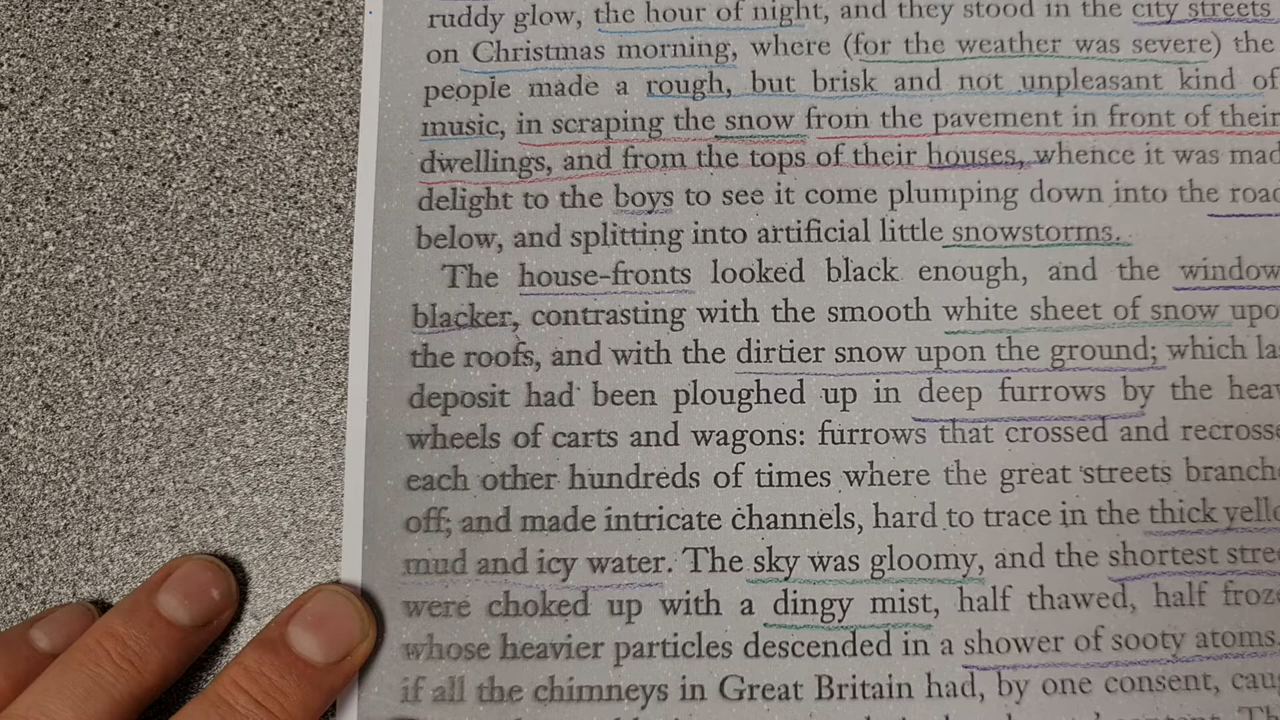 ruddy glow, the hour of night, and they stood in the city streets
on Christmas morning, where (for the weather was severe) the
people made a rough, but brisk and not unpleasant kind of
music, in scraping the snow from the pavement in front of their
dwellings, and from the tops of their houses, whence it was mad
delight to the boys to see it come plumping down into the road
below, and splitting into artificial little snowstorms.
The house-fronts looked black enough, and the window
blacker, contrasting with the smooth white sheet of snow upo
the roofs, and with the dirtier snow upon the ground; which la
deposit had been ploughed up in deep furrows by the heav
wheels of carts and wagons: furrows that crossed and recrosse
each other hundreds of times where the great streets branch
off; and made intricate channels, hard to trace in the thick yello
mud and icy water. The sky was gloomy, and the shortest stre
were choked up with a dingy mist, half thawed, half froze
whose heavier particles descended in a shower of sooty atoms
if all the chimneys in Great Britain had, by one consent, cau